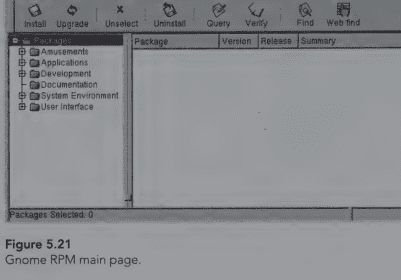 Install Upgrade Unselect Uninstall Query Verify Find Web find
Packages
Package Version Release Summary
Amusements
Applications
Development
Documentation
System Environment
User Interface
Packages Selected: 0
Figure 5.21
Gnome RPM main page.